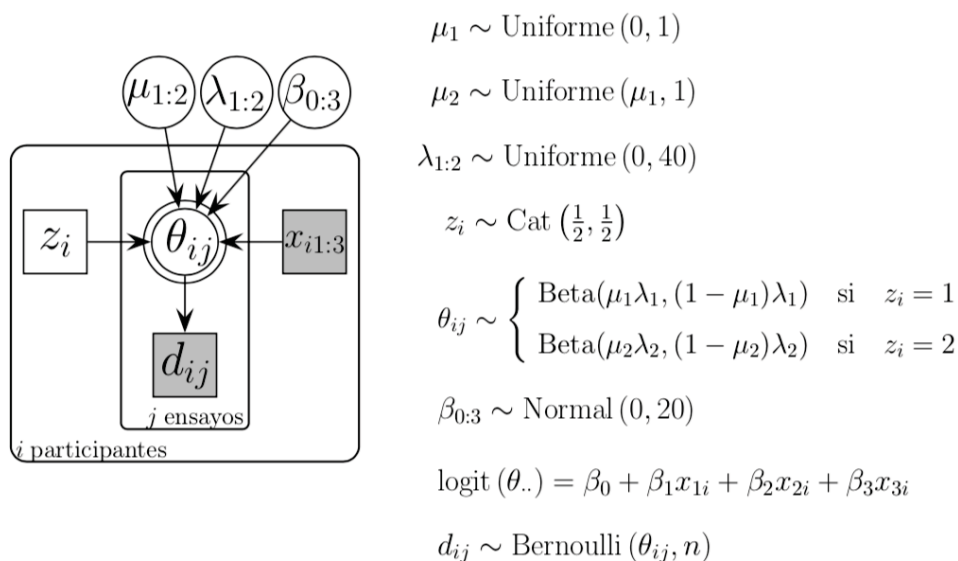 μ₁:₂ λ₁:₂ β₀:₃
zᵢ θᵢⱼ xᵢ₁:₃
dᵢⱼ
j ensayos
i participantes
μ₁ ∼ Uniforme (0, 1)
μ₂ ∼ Uniforme (μ₁, 1)
λ₁:₂ ∼ Uniforme (0, 40)
zᵢ ∼ Cat (½, ½)
θᵢⱼ ∼ { Beta(μ₁λ₁, (1 − μ₁)λ₁) si zᵢ = 1
Beta(μ₂λ₂, (1 − μ₂)λ₂) si zᵢ = 2
β₀:₃ ∼ Normal (0, 20)
logit (θ..) = β₀ + β₁x₁ᵢ + β₂x₂ᵢ + β₃x₃ᵢ
dᵢⱼ ∼ Bernoulli (θᵢⱼ, n)